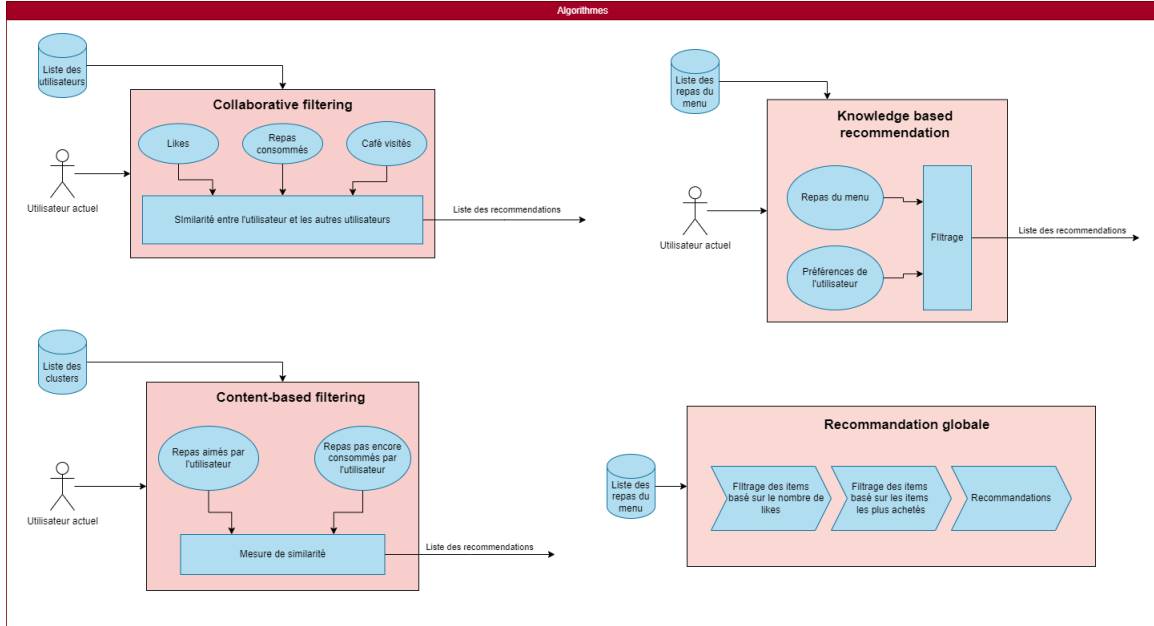 Algorithmes
Liste des
utilisateurs
Collaborative filtering
Likes
Repas
consommés
Café visités
Utilisateur actuel
SImilarité entre l'utilisateur et les autres utilisateurs
Liste des recommendations
Liste des
repas du
menu
Knowledge based
recommendation
Repas du menu
Préférences de
l'utilisateur
FIltrage
Utilisateur actuel
Liste des recommendations
Liste des
clusters
Content-based filtering
Repas aimés par
l'utilisateur
Repas pas encore
consommés par
l'utilisateur
Utilisateur actuel
Mesure de similarité
Liste des recommendations
Recommandation globale
Liste des
repas du
menu
Filtrage des items
basé sur le nombre de
likes
Filtrage des items
basé sur les items
les plus achetés
Recommandations